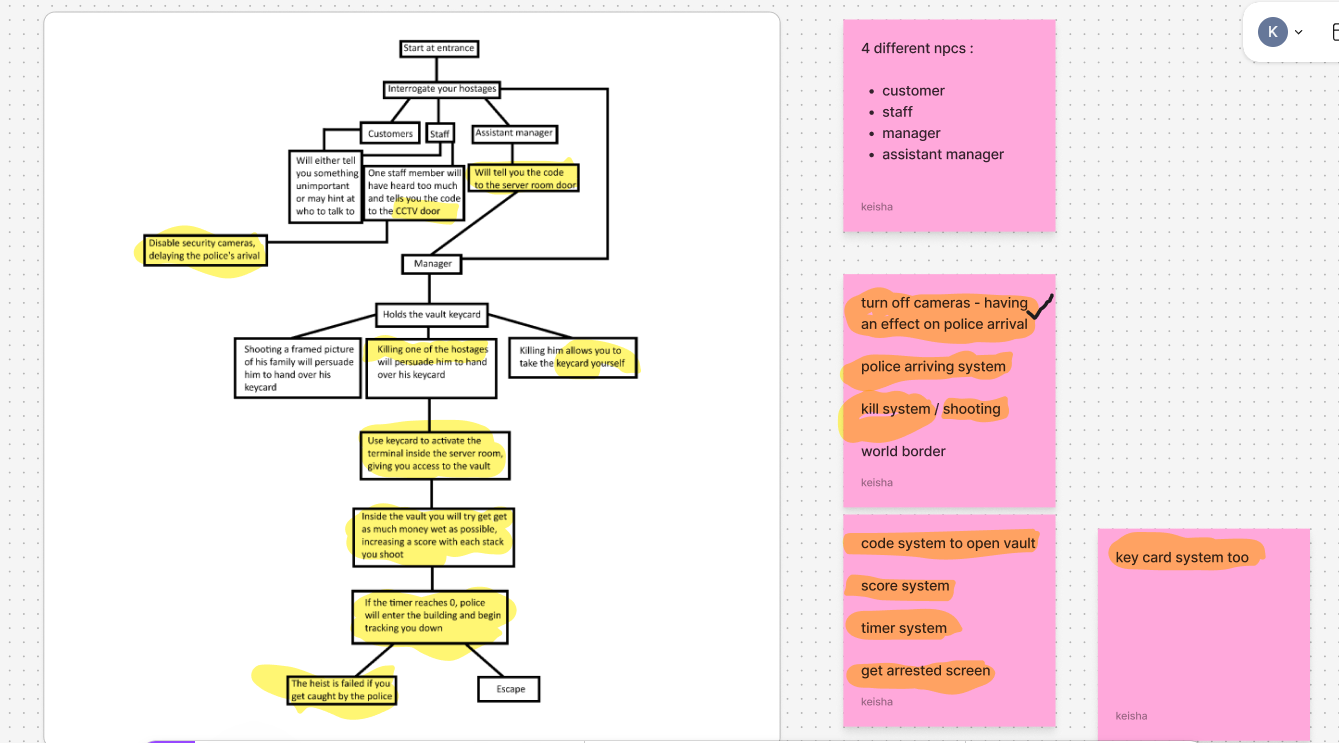 Start at entrance
Interrogate your hostages
Customers
Staff
Assistant manager
Will either tell
you something
unimportant
or may hint at
who to talk to
One staff member will
have heard too much
and tells you the code
to the CCTV door
Will tell you the code
to the server room door
Disable security cameras,
delaying the police's arival
Manager
Holds the vault keycard
Shooting a framed picture
of his family will persuade
him to hand over his
keycard
Killing one of the hostages
will persuade him to hand
over his keycard
Killing him allows you to
take the keycard yourself
Use keycard to activate the
terminal inside the server room,
giving you access to the vault
Inside the vault you will try get get
as much money wet as possible,
increasing a score with each stack
you shoot
If the timer reaches 0, police
will enter the building and begin
tracking you down
The heist is failed if you
get caught by the police
Escape
4 different npcs :
• customer
• staff
• manager
• assistant manager
keisha
turn off cameras - having
an effect on police arrival
police arriving system
kill system / shooting
world border
keisha
code system to open vault
score system
timer system
get arrested screen
keisha
key card system too
keisha
K